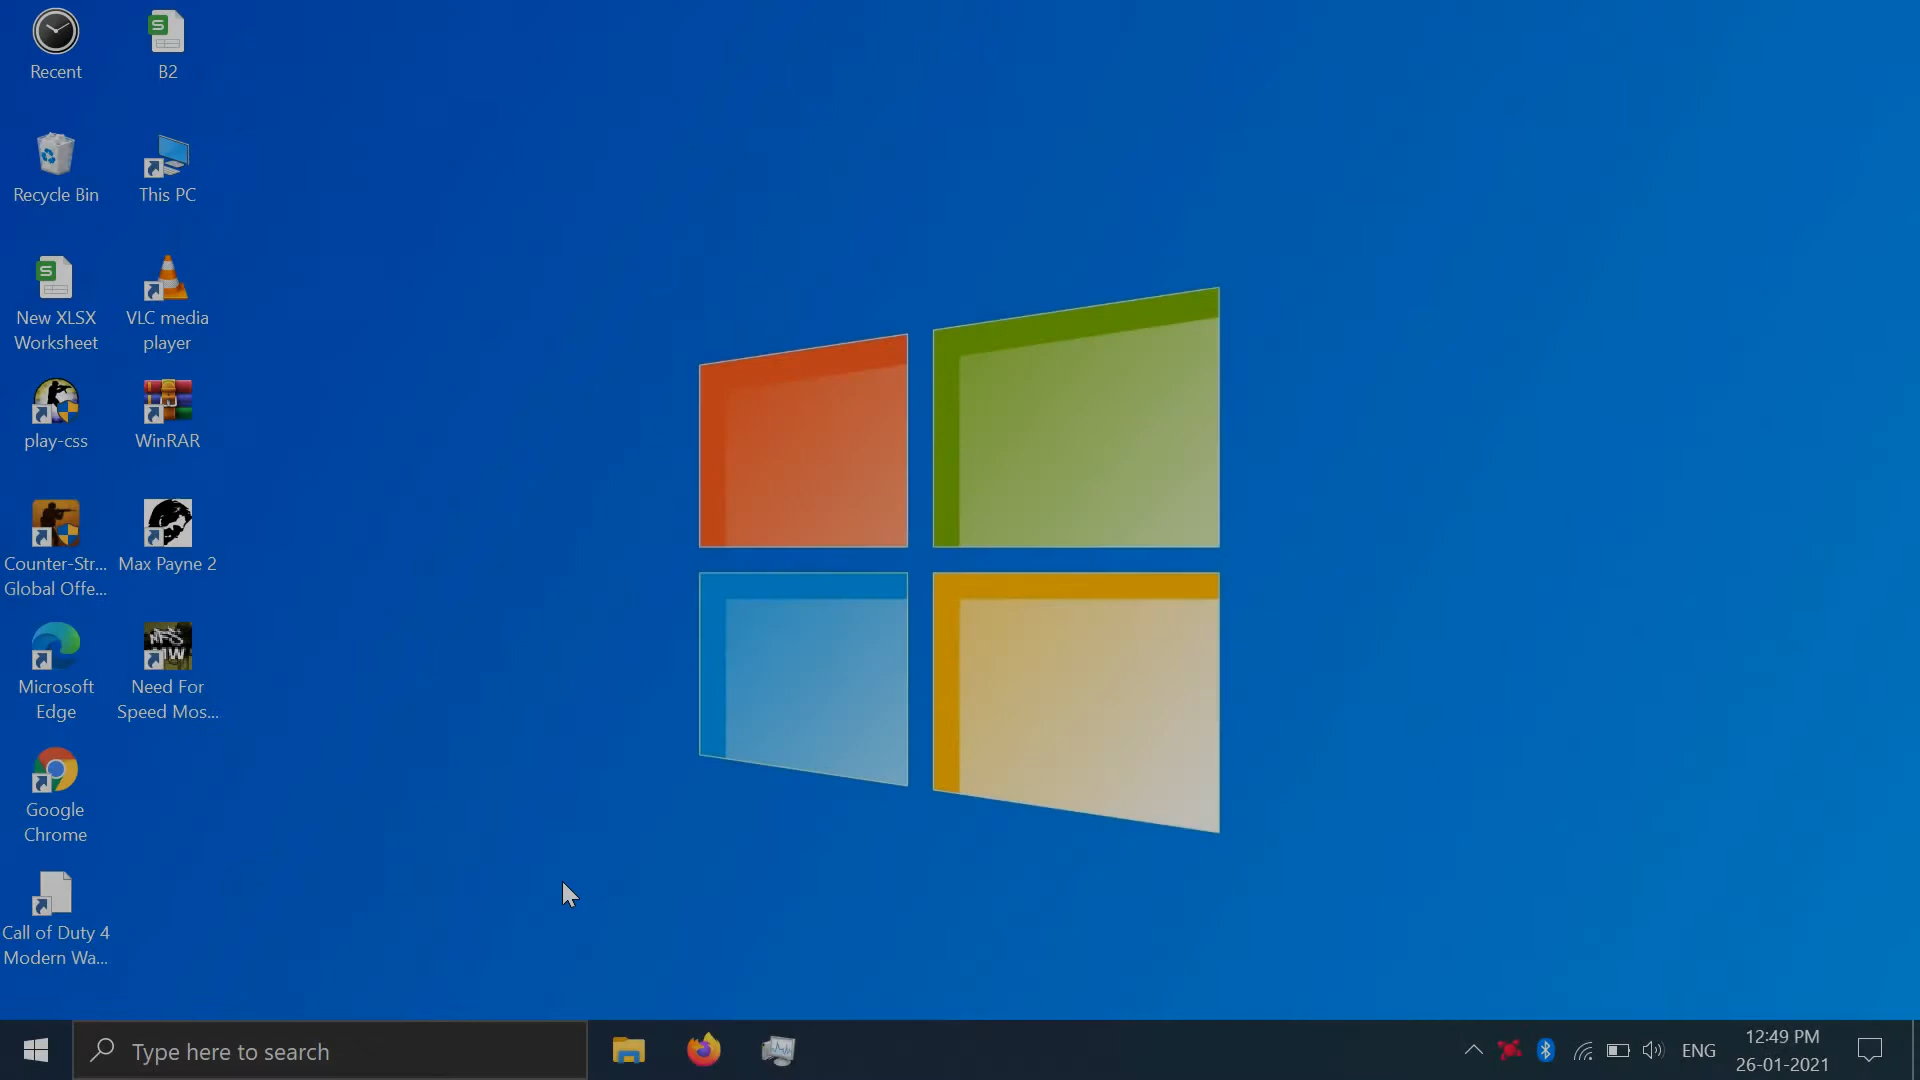 Recent
B2
Recycle Bin
This PC
New XLSX
Worksheet
VLC media
player
play-css
WinRAR
Counter-Str...
Global Offe...
Max Payne 2
Microsoft
Edge
NFS
MW
Need For
Speed Mos...
Google
Chrome
Call of Duty 4
Modern Wa...
Type here to search
ENG
12:49 PM
26-01-2021